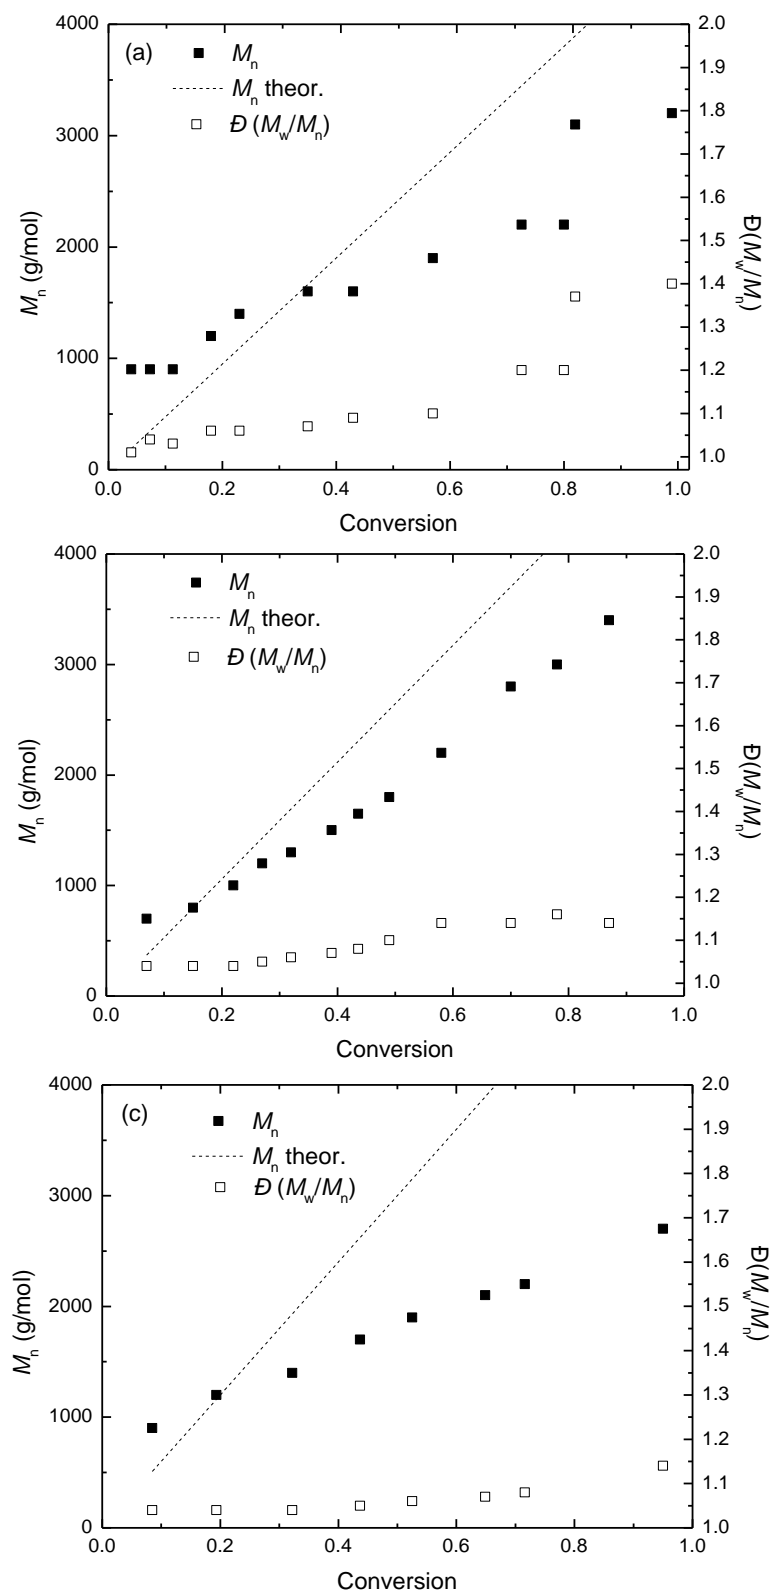 (a)
Mn
Mn theor.
Đ (Mw/Mn)
4000
3000
2000
1000
0
Mn (g/mol)
2.0
1.9
1.8
1.7
1.6
1.5
1.4
1.3
1.2
1.1
1.0
Đ(Mw/Mn)
0.0 0.2 0.4 0.6 0.8 1.0
Conversion
Mn
Mn theor.
Đ (Mw/Mn)
4000
3000
2000
1000
0
Mn (g/mol)
2.0
1.9
1.8
1.7
1.6
1.5
1.4
1.3
1.2
1.1
1.0
Đ(Mw/Mn)
0.0 0.2 0.4 0.6 0.8 1.0
Conversion
(c)
Mn
Mn theor.
Đ (Mw/Mn)
4000
3000
2000
1000
0
Mn (g/mol)
2.0
1.9
1.8
1.7
1.6
1.5
1.4
1.3
1.2
1.1
1.0
Đ(Mw/Mn)
0.0 0.2 0.4 0.6 0.8 1.0
Conversion